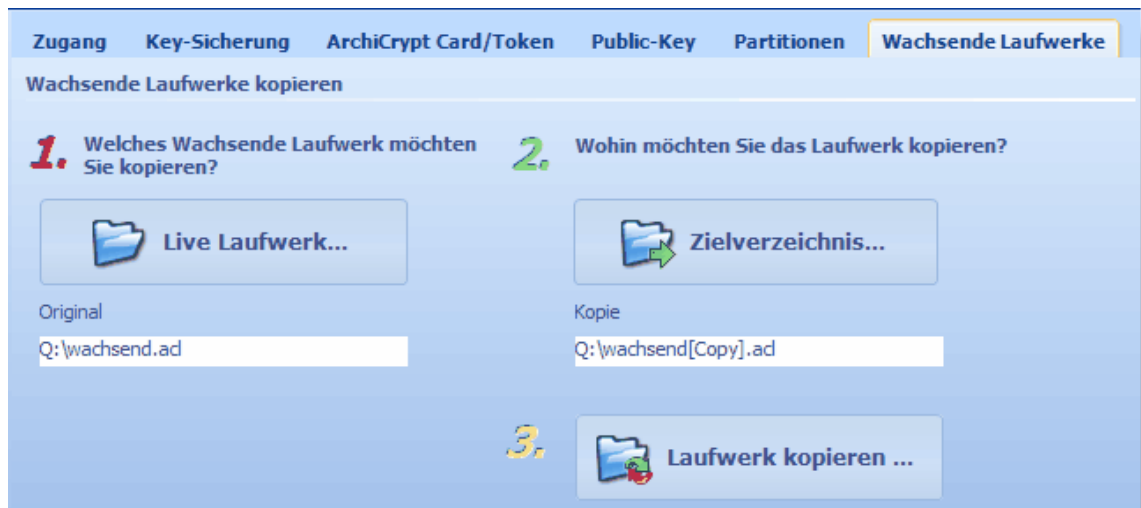 Zugang Key-Sicherung ArchiCrypt Card/Token Public-Key Partitionen Wachsende Laufwerke
Wachsende Laufwerke kopieren
1. Welches Wachsende Laufwerk möchten
Sie kopieren?
2. Wohin möchten Sie das Laufwerk kopieren?
Live Laufwerk...
Zielverzeichnis...
Original
Kopie
Q:\wachsend.acl
Q:\wachsend[Copy].acl
3. Laufwerk kopieren ...